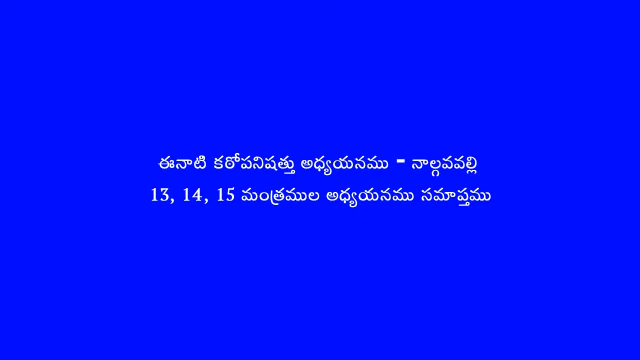 ఈనాటి కఠోపనిషత్తు అధ్యయనము - నాల్గవవల్లి
13, 14, 15 మంత్రముల అధ్యయనము సమాప్తము